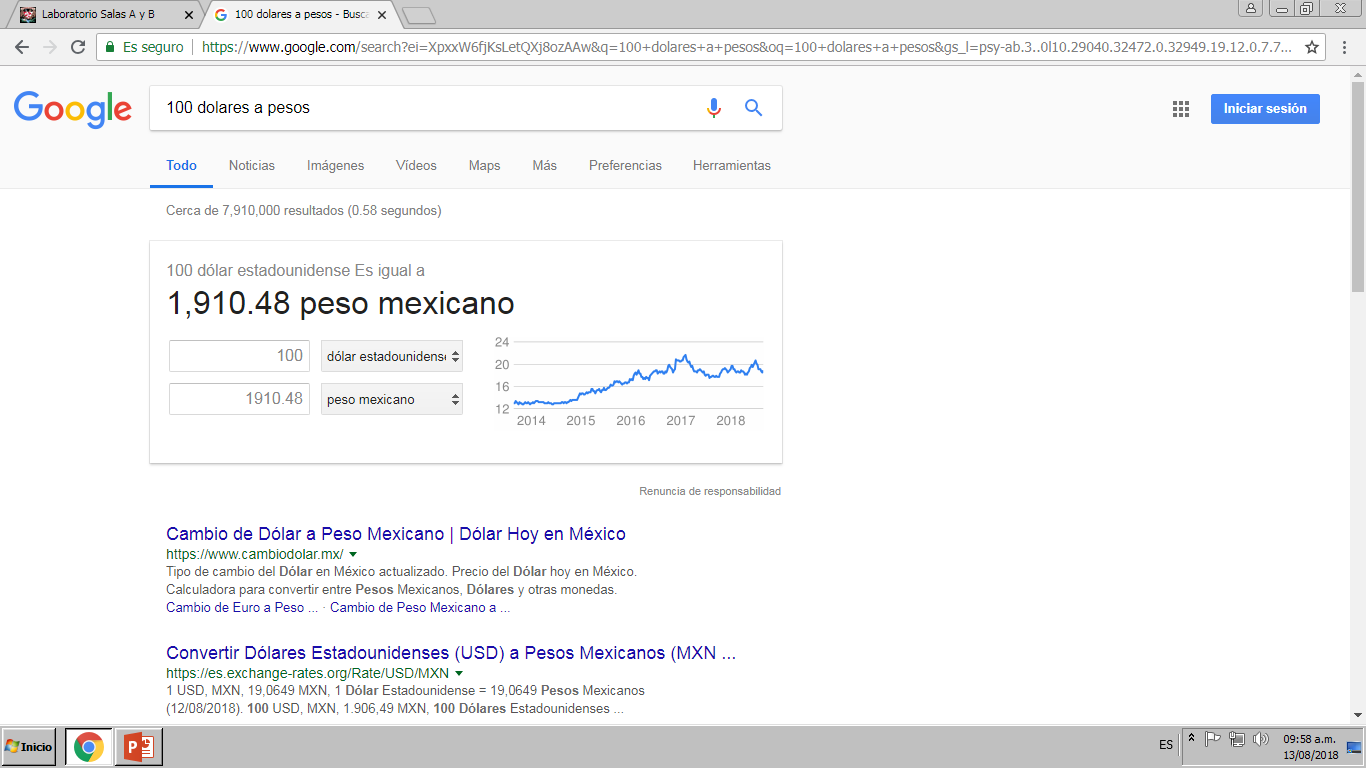 Laboratorio Salas A y B
100 dolares a pesos - Busca
Es seguro
https://www.google.com/search?ei=XpxxW6fjKsLetQXj8ozAAw&q=100+dolares+a+pesos&oq=100+dolares+a+pesos&gs_l=psy-ab.3..0l10.29040.32472.0.32949.19.12.0.7.7...
Google
100 dolares a pesos
Iniciar sesión
Todo Noticias Imágenes Vídeos Maps Más Preferencias Herramientas
Cerca de 7,910,000 resultados (0.58 segundos)
100 dólar estadounidense Es igual a
1,910.48 peso mexicano
100 dólar estadounidense
1910.48 peso mexicano
24
20
16
12
2014 2015 2016 2017 2018
Renuncia de responsabilidad
Cambio de Dólar a Peso Mexicano | Dólar Hoy en México
https://www.cambiodolar.mx/
Tipo de cambio del Dólar en México actualizado. Precio del Dólar hoy en México.
Calculadora para convertir entre Pesos Mexicanos, Dólares y otras monedas.
Cambio de Euro a Peso ... · Cambio de Peso Mexicano a ...
Convertir Dólares Estadounidenses (USD) a Pesos Mexicanos (MXN ...
https://es.exchange-rates.org/Rate/USD/MXN
1 USD, MXN, 19,0649 MXN, 1 Dólar Estadounidense = 19,0649 Pesos Mexicanos
(12/08/2018). 100 USD, MXN, 1.906,49 MXN, 100 Dólares Estadounidenses ...
Inicio
ES
09:58 a.m.
13/08/2018